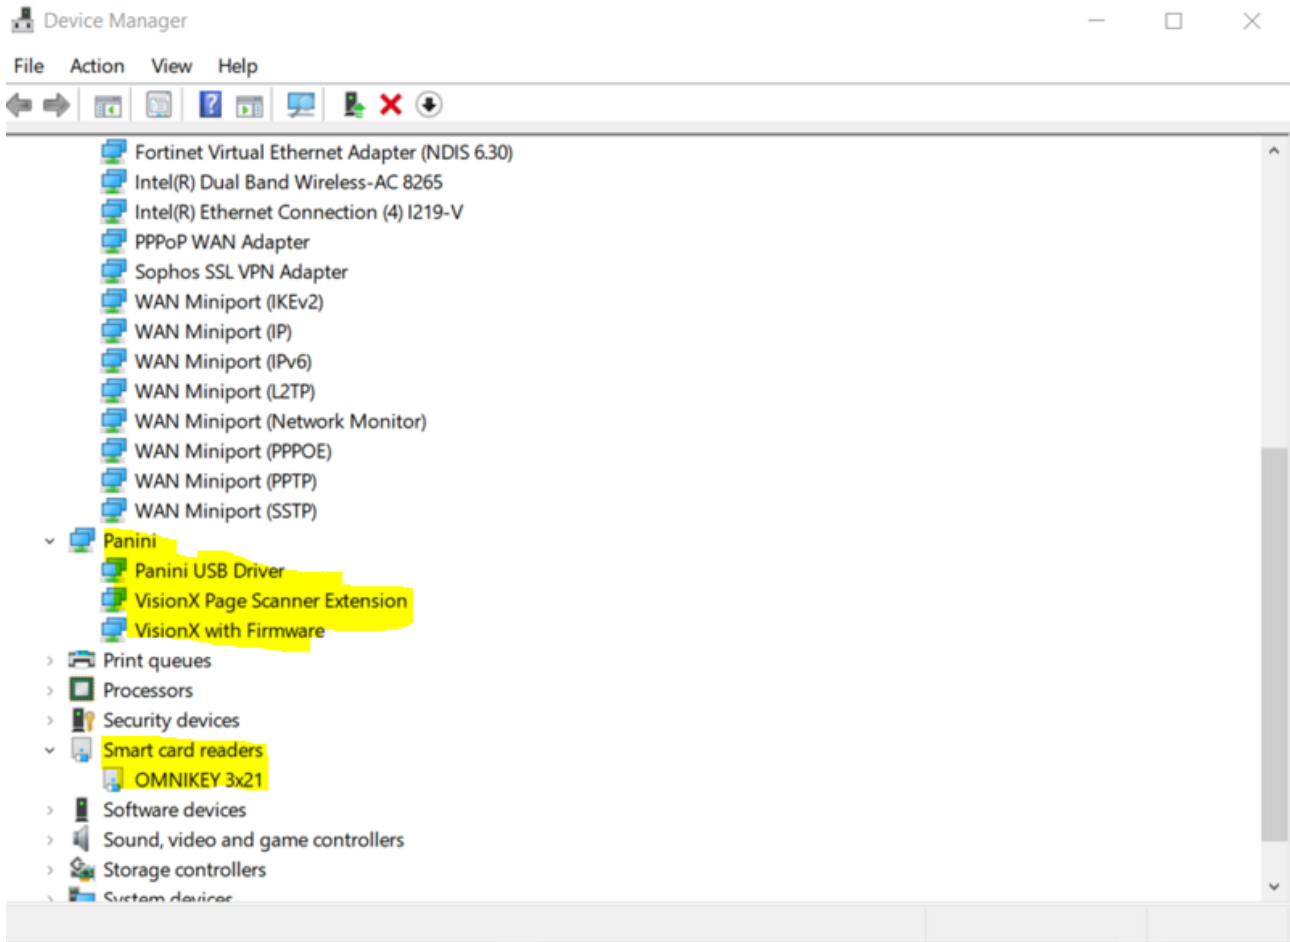 Device Manager
File Action View Help
Fortinet Virtual Ethernet Adapter (NDIS 6.30)
Intel(R) Dual Band Wireless-AC 8265
Intel(R) Ethernet Connection (4) I219-V
PPPoP WAN Adapter
Sophos SSL VPN Adapter
WAN Miniport (IKEv2)
WAN Miniport (IP)
WAN Miniport (IPv6)
WAN Miniport (L2TP)
WAN Miniport (Network Monitor)
WAN Miniport (PPPOE)
WAN Miniport (PPTP)
WAN Miniport (SSTP)
Panini
Panini USB Driver
VisionX Page Scanner Extension
VisionX with Firmware
Print queues
Processors
Security devices
Smart card readers
OMNIKEY 3x21
Software devices
Sound, video and game controllers
Storage controllers
System devices